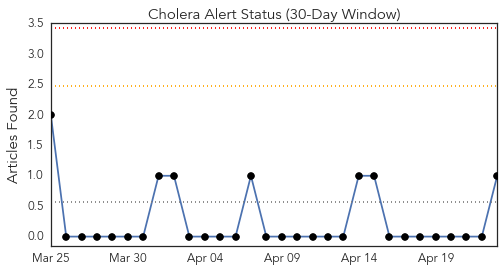 Cholera Alert Status (30-Day Window)
Articles Found
3.5
3.0
2.5
2.0
1.5
1.0
0.5
0.0
Mar 25 Mar 30 Apr 04 Apr 09 Apr 14 Apr 19